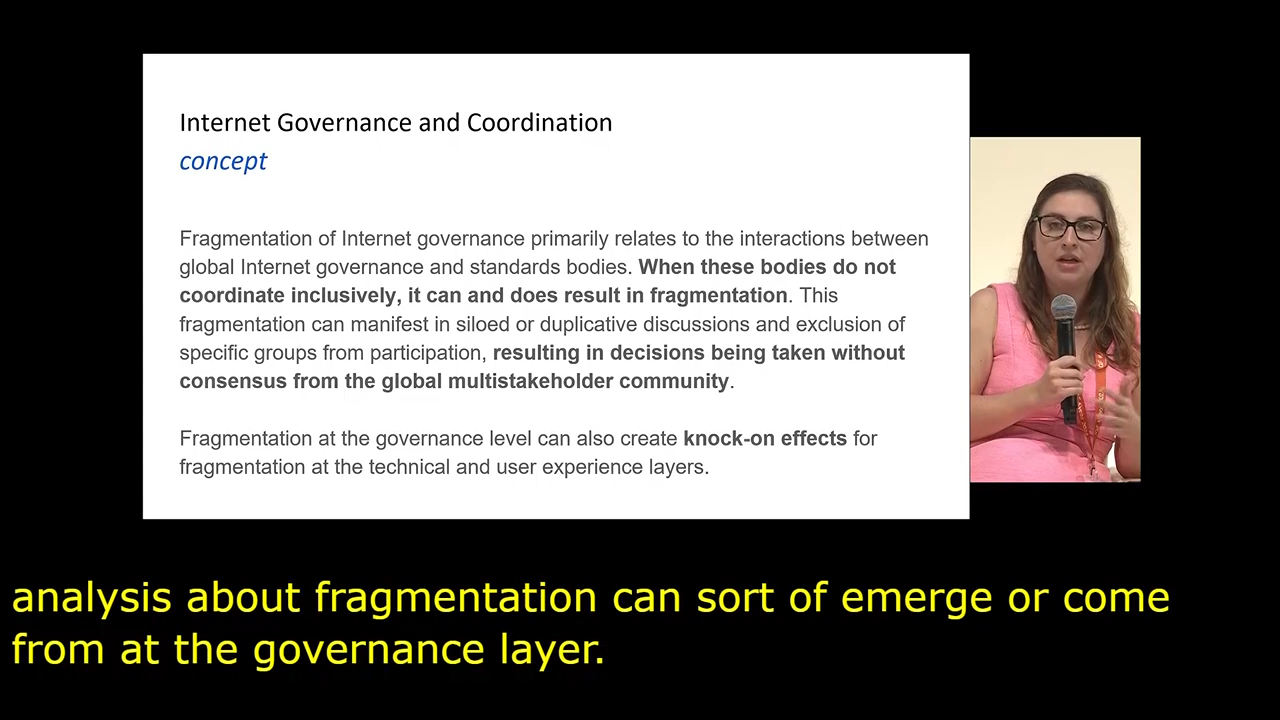 Internet Governance and Coordination
concept
Fragmentation of Internet governance primarily relates to the interactions between
global Internet governance and standards bodies. When these bodies do not
coordinate inclusively, it can and does result in fragmentation. This
fragmentation can manifest in siloed or duplicative discussions and exclusion of
specific groups from participation, resulting in decisions being taken without
consensus from the global multistakeholder community.
Fragmentation at the governance level can also create knock-on effects for
fragmentation at the technical and user experience layers.
analysis about fragmentation can sort of emerge or come
from at the governance layer.